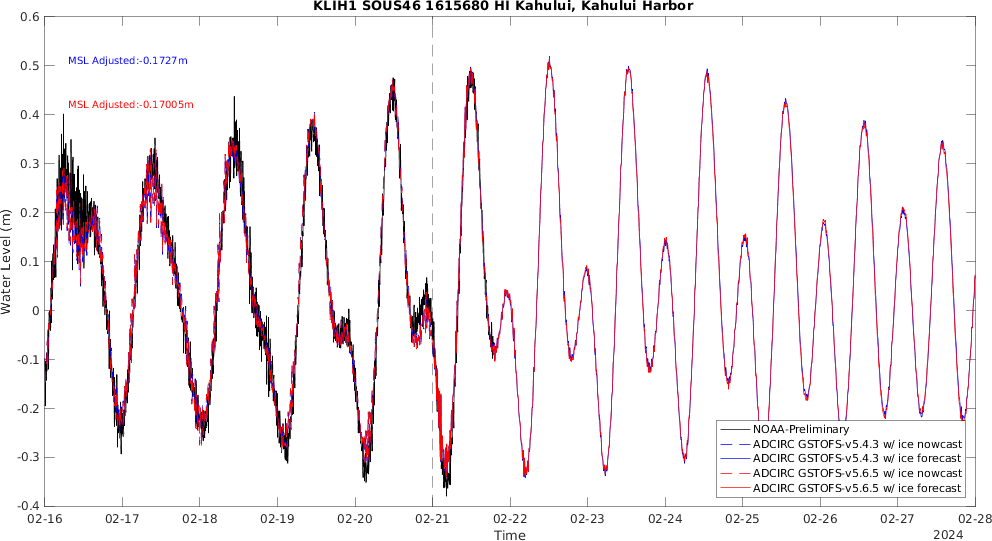 KLIH1 SOUS46 1615680 HI Kahului, Kahului Harbor
0.6
0.5
0.4
0.3
0.2
0.1
0
-0.1
-0.2
-0.3
-0.4
Water Level (m)
MSL Adjusted:-0.1727m
MSL Adjusted:-0.17005m
NOAA-Preliminary
ADCIRC GSTOFS-v5.4.3 w/ ice nowcast
ADCIRC GSTOFS-v5.4.3 w/ ice forecast
ADCIRC GSTOFS-v5.6.5 w/ ice nowcast
ADCIRC GSTOFS-v5.6.5 w/ ice forecast
02-16 02-17 02-18 02-19 02-20 02-21 02-22 02-23 02-24 02-25 02-26 02-27 02-28
Time
2024